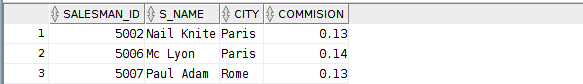 SALESMAN_ID S_NAME CITY COMMISION
1 5002 Nail Knite Paris 0.13
2 5006 Mc Lyon Paris 0.14
3 5007 Paul Adam Rome 0.13